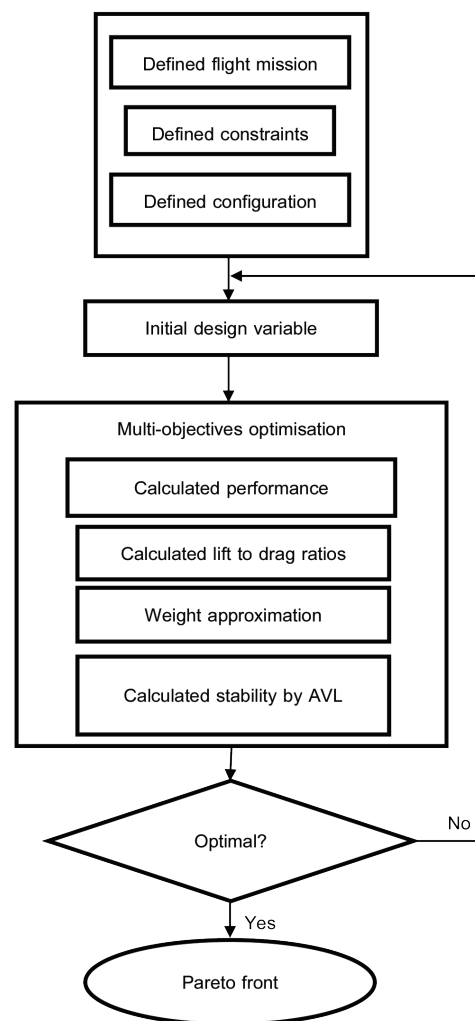 Defined flight mission
Defined constraints
Defined configuration
Initial design variable
Multi-objectives optimisation
Calculated performance
Calculated lift to drag ratios
Weight approximation
Calculated stability by AVL
Optimal?
No
Yes
Pareto front